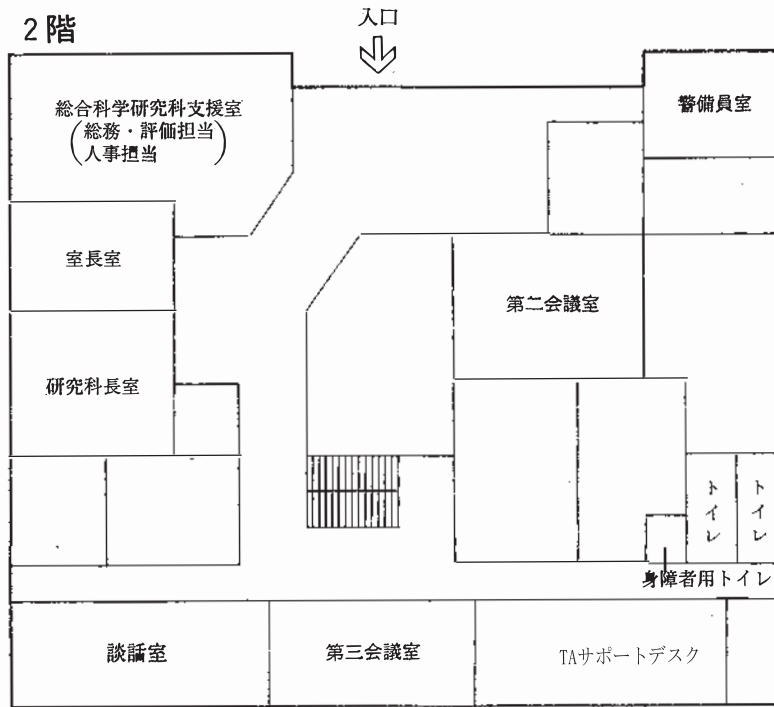 2階
入口
総合科学研究科支援室
(総務・評価担当
人事担当)
警備員室
室長室
第二会議室
研究科長室
トイレ
トイレ
身障者用トイレ
談話室
第三会議室
TAサポートデスク